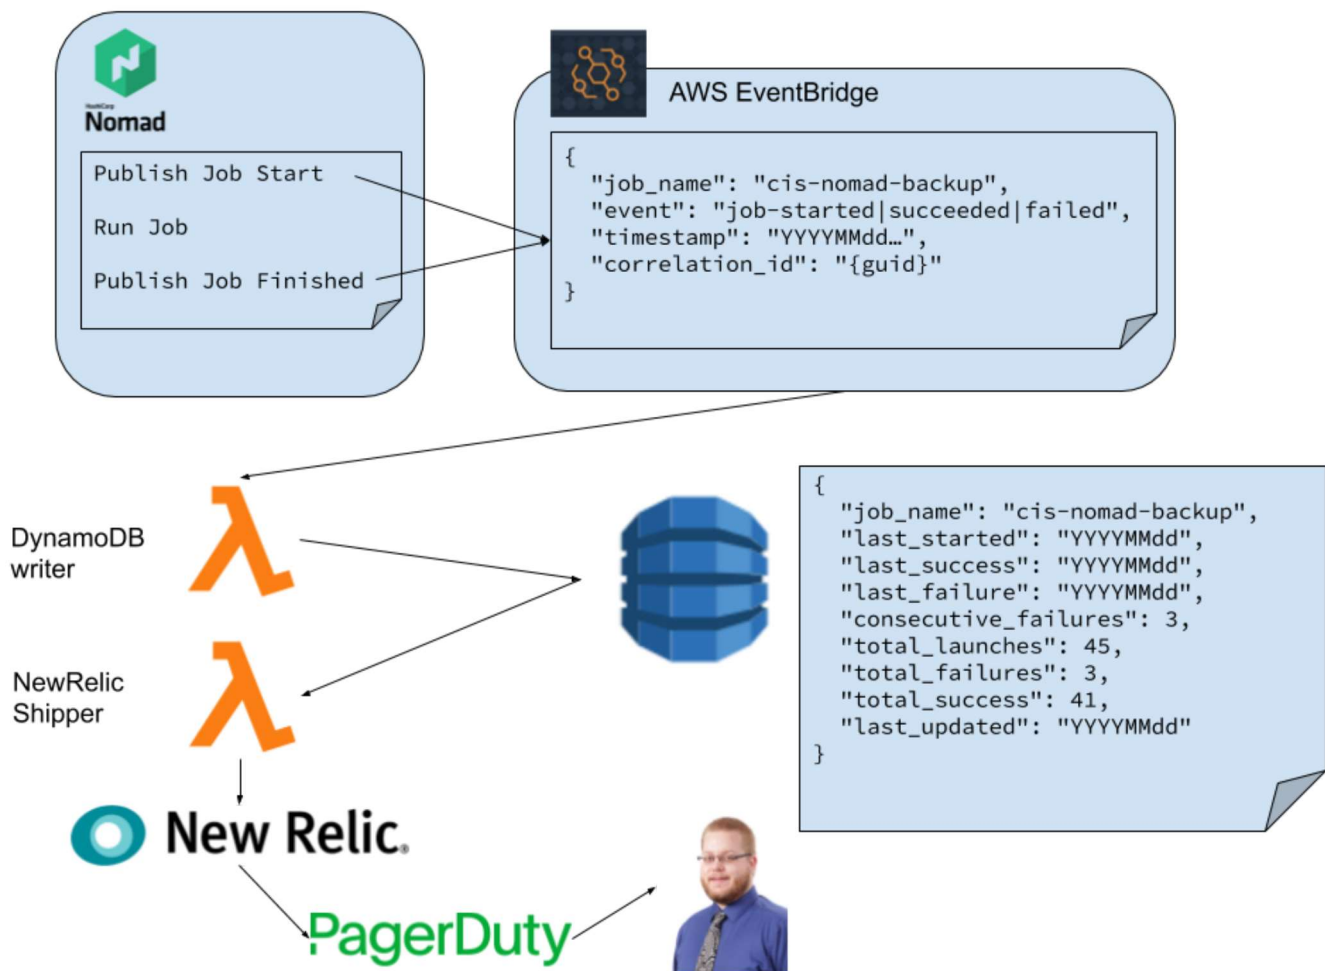 HashiCorp
Nomad
Publish Job Start
Run Job
Publish Job Finished
AWS EventBridge
{
"job_name": "cis-nomad-backup",
"event": "job-started|succeeded|failed",
"timestamp": "YYYYMMdd…",
"correlation_id": "{guid}"
}
DynamoDB
writer
NewRelic
Shipper
{
"job_name": "cis-nomad-backup",
"last_started": "YYYYMMdd",
"last_success": "YYYYMMdd",
"last_failure": "YYYYMMdd",
"consecutive_failures": 3,
"total_launches": 45,
"total_failures": 3,
"total_success": 41,
"last_updated": "YYYYMMdd"
}
New Relic®
PagerDuty